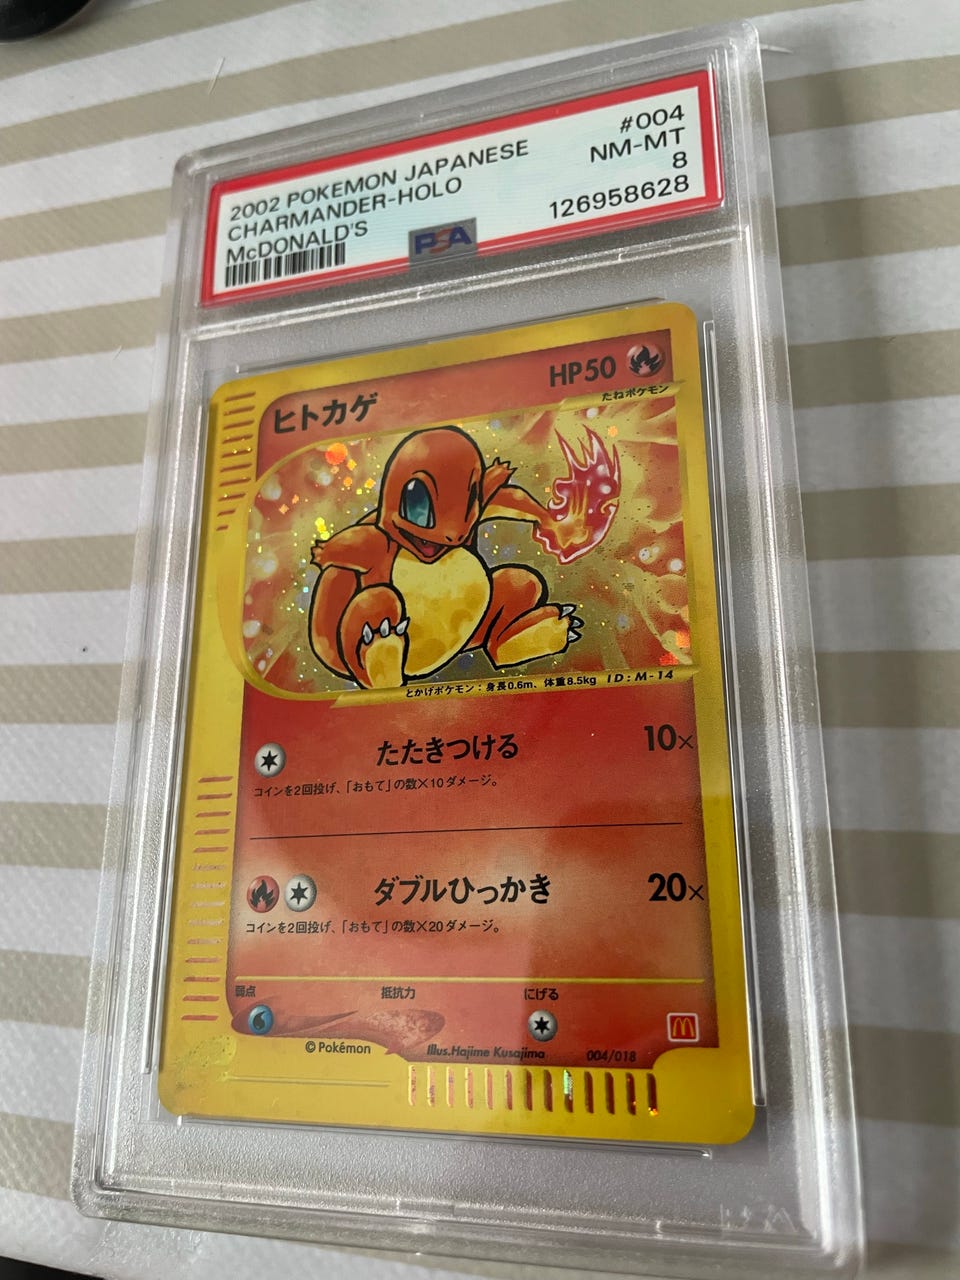 2002 POKEMON JAPANESE
CHARMANDER-HOLO
McDONALD'S
#004
NM-MT
8
126958628
PSA
ヒトカゲ
HP50
たねポケモン
とかげポケモン：身長0.6m、体重8.5kg ID:M-14
たたきつける 10×
コインを2回投げ、「おもて」の数×10ダメージ。
ダブルひっかき 20×
コインを2回投げ、「おもて」の数×20ダメージ。
弱点 抵抗力 にげる
©Pokémon Illus.Hajime Kusajima 004/018